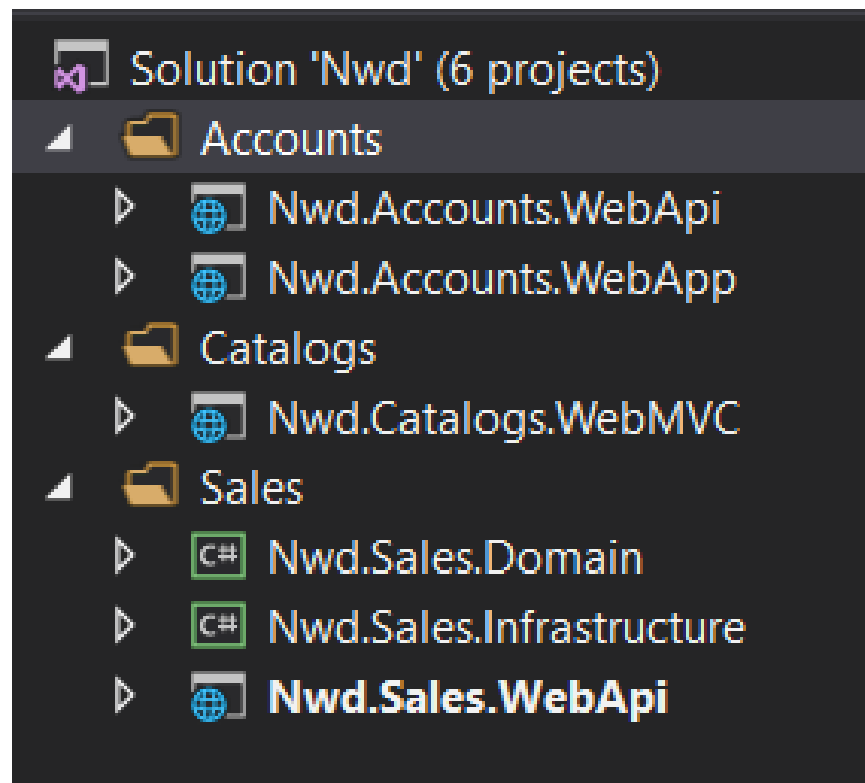 Solution 'Nwd' (6 projects)
Accounts
Nwd.Accounts.WebApi
Nwd.Accounts.WebApp
Catalogs
Nwd.Catalogs.WebMVC
Sales
C# Nwd.Sales.Domain
C# Nwd.Sales.Infrastructure
Nwd.Sales.WebApi